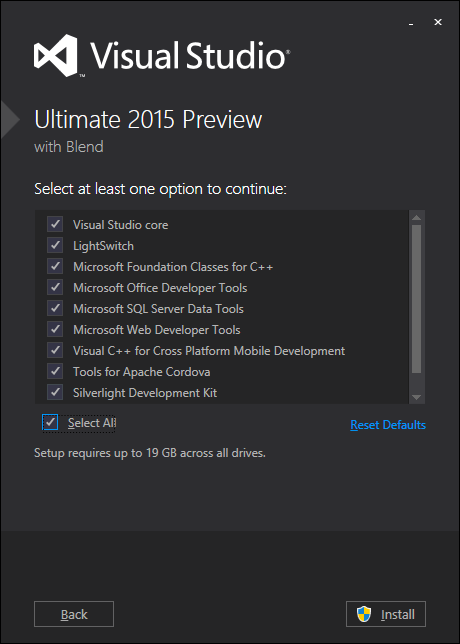 Visual Studio
Ultimate 2015 Preview
with Blend
Select at least one option to continue:
Visual Studio core
LightSwitch
Microsoft Foundation Classes for C++
Microsoft Office Developer Tools
Microsoft SQL Server Data Tools
Microsoft Web Developer Tools
Visual C++ for Cross Platform Mobile Development
Tools for Apache Cordova
Silverlight Development Kit
Select All
Reset Defaults
Setup requires up to 19 GB across all drives.
Back
Install